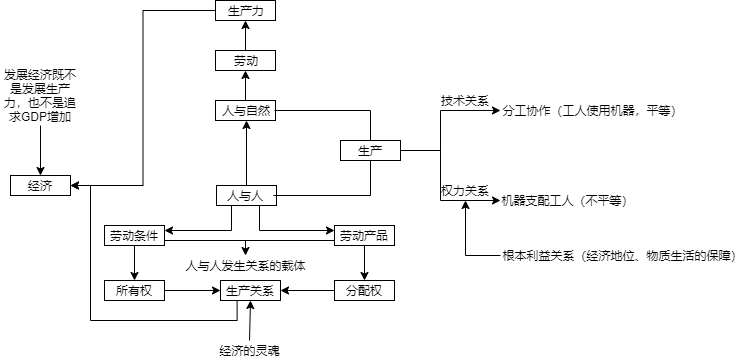 生产力
劳动
发展经济既不
是发展生产
力，也不是追
求GDP增加
人与自然
技术关系
分工协作（工人使用机器，平等）
生产
经济
人与人
权力关系
机器支配工人（不平等）
劳动条件
劳动产品
人与人发生关系的载体
根本利益关系（经济地位、物质生活的保障）
所有权
生产关系
分配权
经济的灵魂